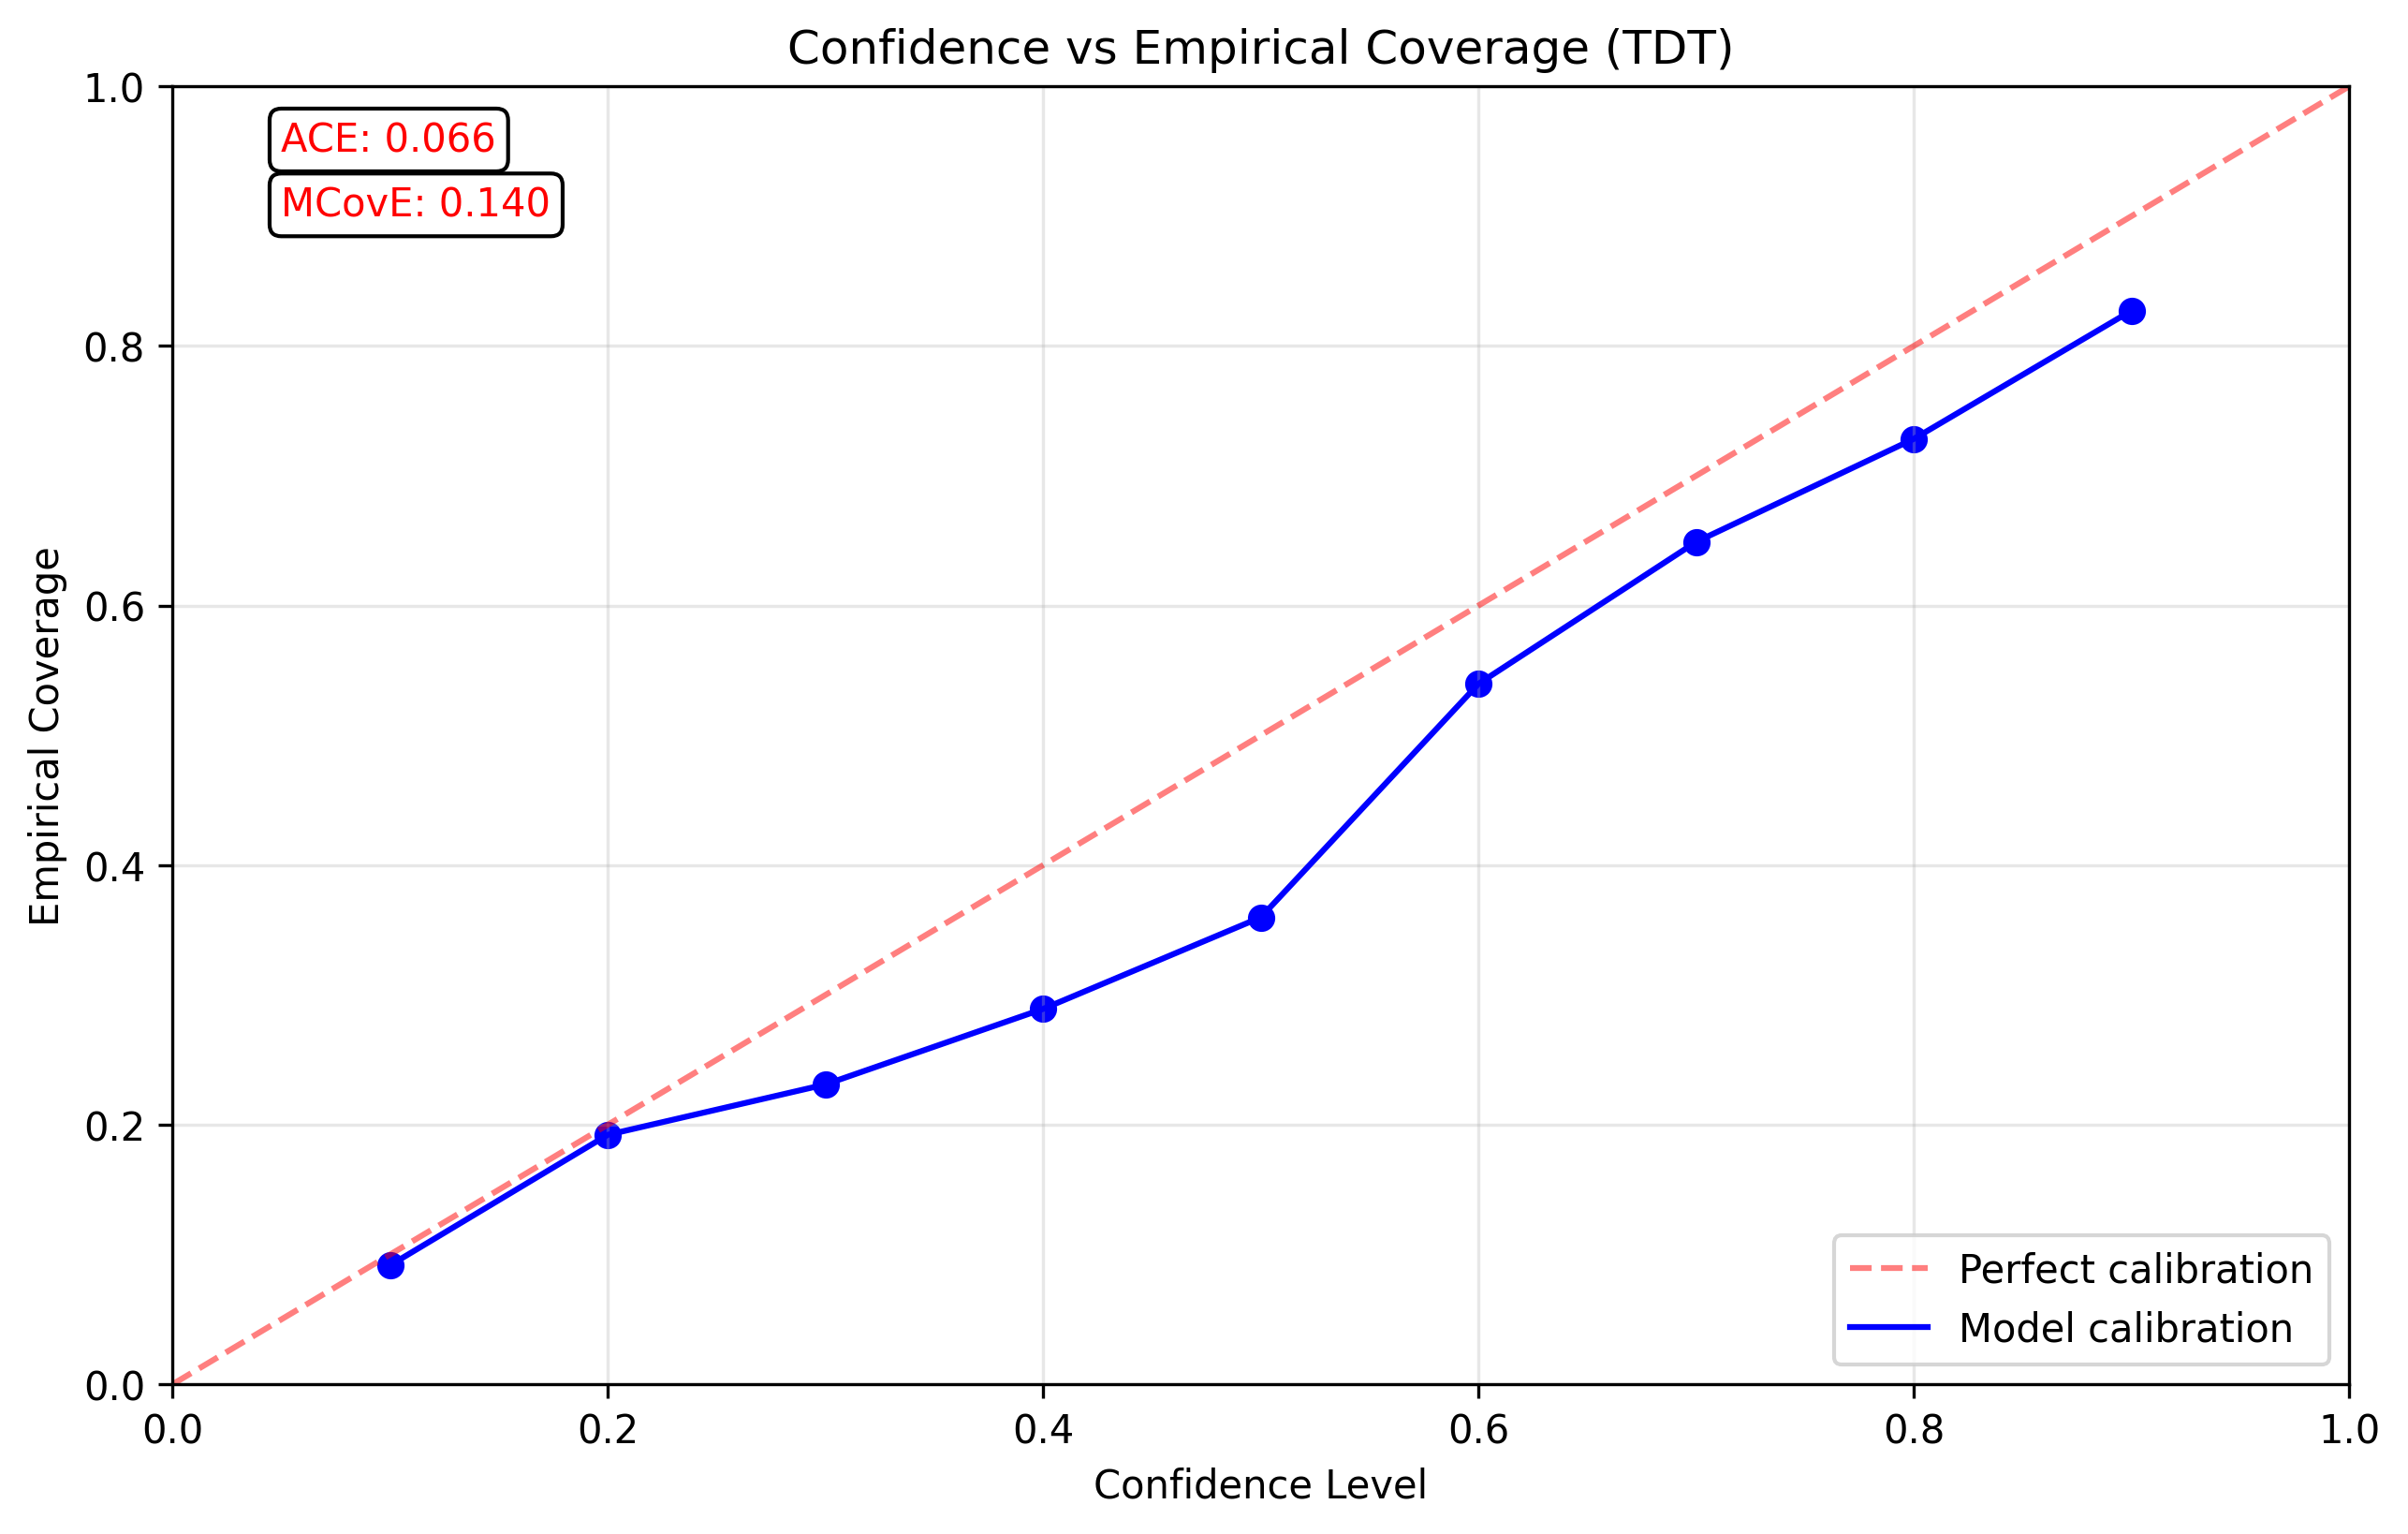 Confidence vs Empirical Coverage (TDT)
ACE: 0.066
MCovE: 0.140
1.0
0.8
0.6
0.4
0.2
0.0
Empirical Coverage
0.0 0.2 0.4 0.6 0.8 1.0
Confidence Level
Perfect calibration
Model calibration